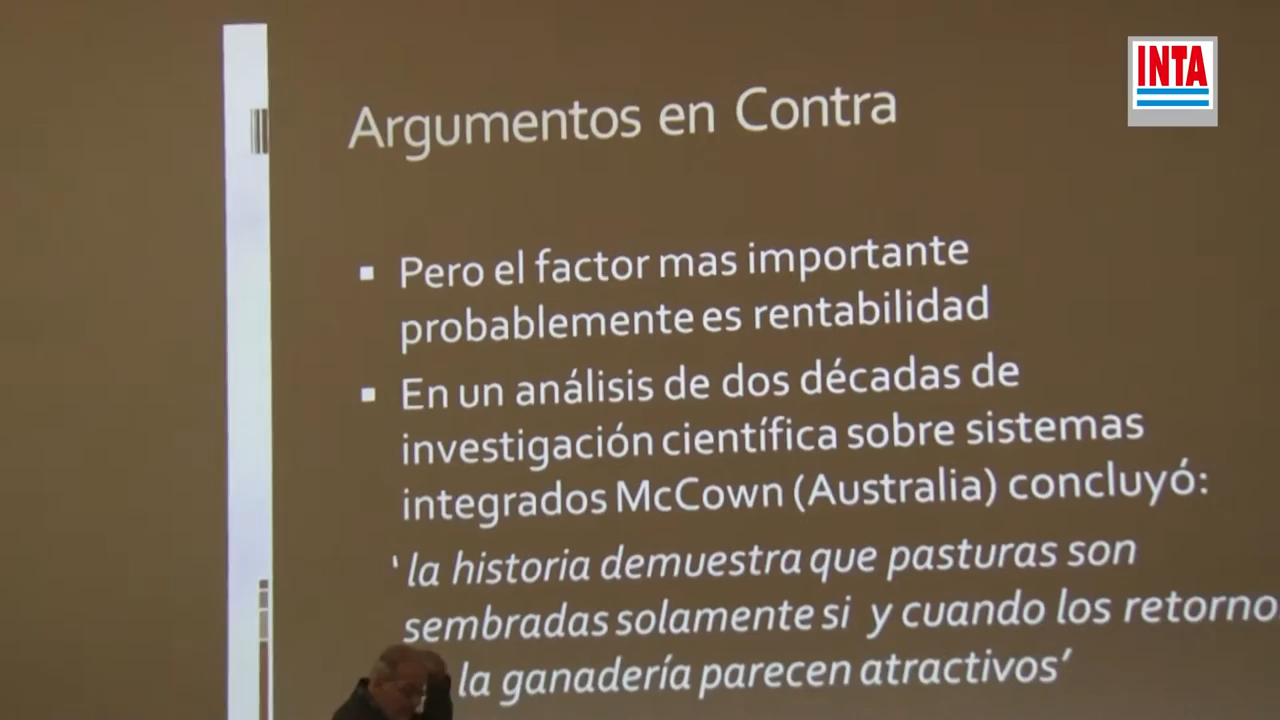 INTA
Argumentos en Contra
▪ Pero el factor mas importante
probablemente es rentabilidad
▪ En un análisis de dos décadas de
investigación científica sobre sistemas
integrados McCown (Australia) concluyó:
‘ la historia demuestra que pasturas son
sembradas solamente si y cuando los retorno
la ganadería parecen atractivos’